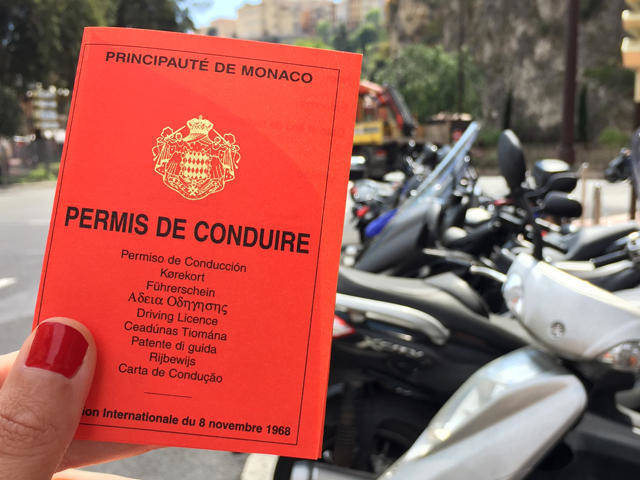 PRINCIPAUTÉ DE MONACO
PERMIS DE CONDUIRE
Permiso de Conducción
Kørekort
Führerschein
Αδεια Οδηγησης
Driving Licence
Ceadúnas Tiomána
Patente di guida
Rijbewijs
Carta de Condução
Internationale du 8 novembre 1968
X-CITY